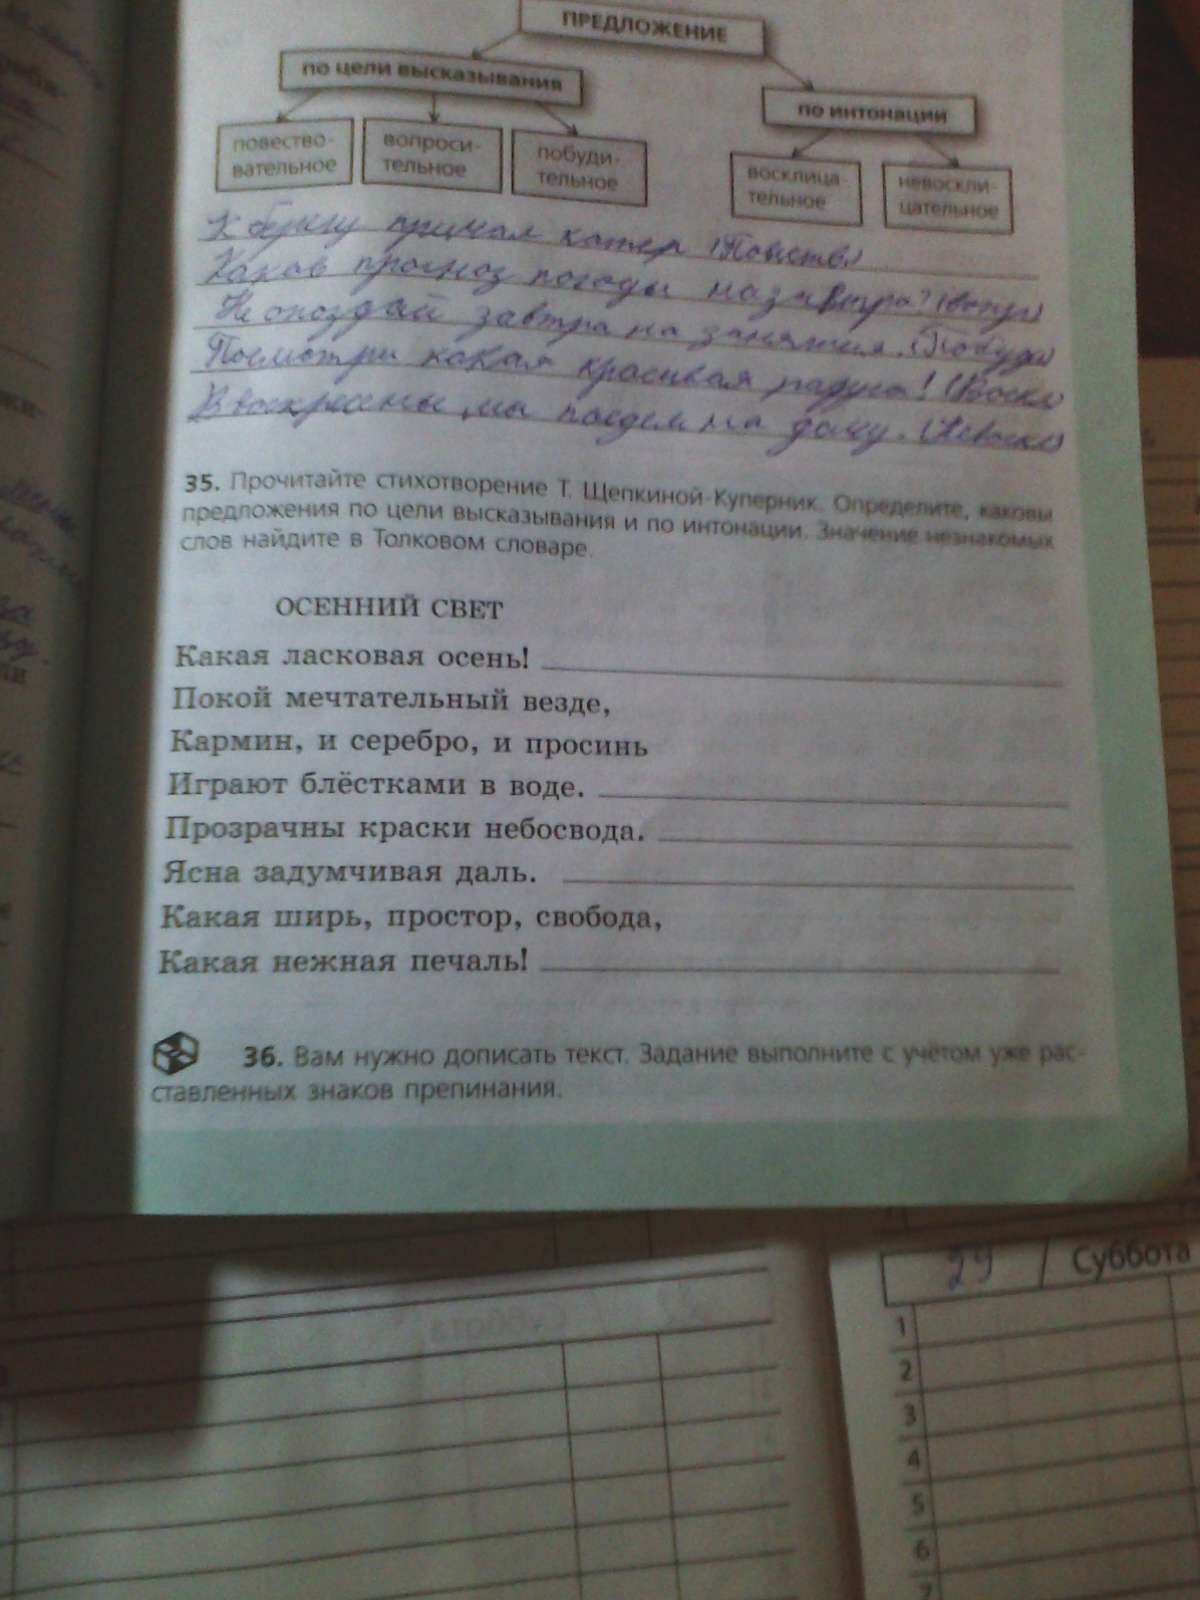 ПРЕДЛОЖЕНИЕ
по цели высказывания
по интонации
повество-
вательное
вопроси-
тельное
побуди-
тельное
восклица-
тельное
невоскли-
цательное
К берегу причал катер (Повеств)
Каков прогноз погоды на завтра? (вопр)
Не опоздай завтра на занятия. (Побуди)
Посмотри какая красивая радуга! (Воскл)
В воскресенье мы поедем на дачу. (Невоскл)
35. Прочитайте стихотворение Т. Щепкиной-Куперник. Определите, каковы
предложения по цели высказывания и по интонации. Значение незнакомых
слов найдите в Толковом словаре.
ОСЕННИЙ СВЕТ
Какая ласковая осень!
Покой мечтательный везде,
Кармин, и серебро, и просинь
Играют блёстками в воде.
Прозрачны краски небосвода.
Ясна задумчивая даль.
Какая ширь, простор, свобода,
Какая нежная печаль!
36. Вам нужно дописать текст. Задание выполните с учётом уже рас-
ставленных знаков препинания.
29 / Суббота
1
2
3
4
5
6
7